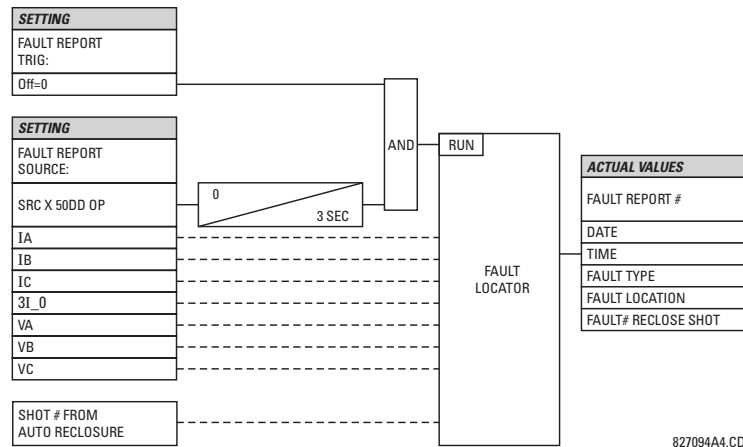 SETTING
FAULT REPORT
TRIG:
Off=0
SETTING
FAULT REPORT
SOURCE:
SRC X 50DD OP
IA
IB
IC
3I_0
VA
VB
VC
SHOT # FROM
AUTO RECLOSURE
0
3 SEC
AND
RUN
FAULT
LOCATOR
ACTUAL VALUES
FAULT REPORT #
DATE
TIME
FAULT TYPE
FAULT LOCATION
FAULT# RECLOSE SHOT
827094A4.CD